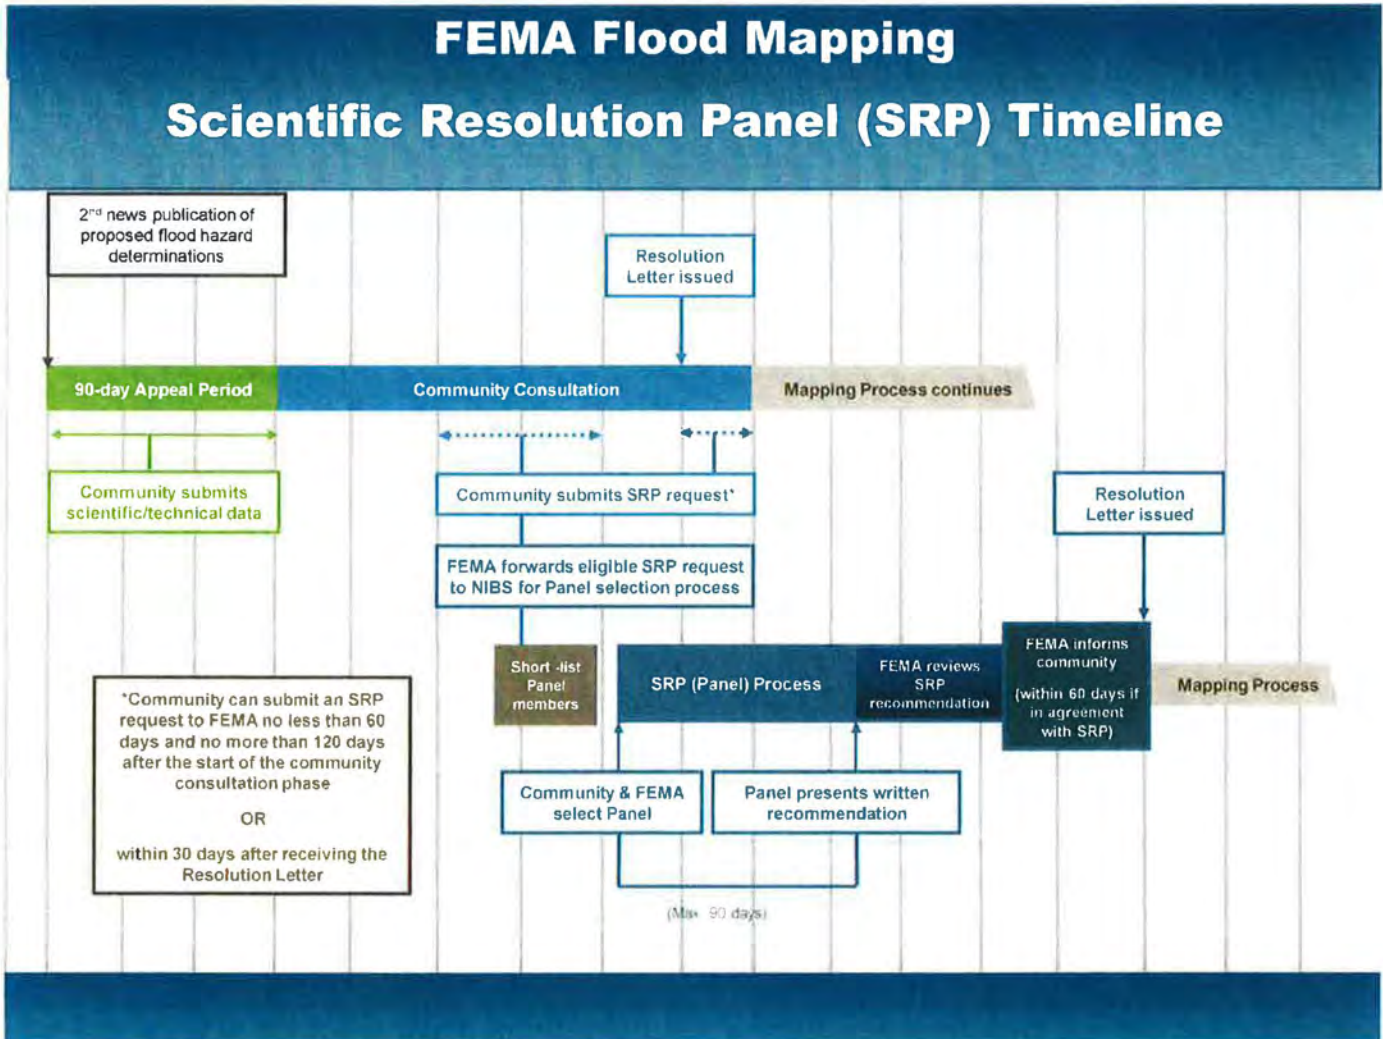 FEMA Flood Mapping
Scientific Resolution Panel (SRP) Timeline
2nd news publication of
proposed flood hazard
determinations
Resolution
Letter issued
90-day Appeal Period
Community Consultation
Mapping Process continues
Community submits
scientific/technical data
Community submits SRP request*
Resolution
Letter issued
FEMA forwards eligible SRP request
to NIBS for Panel selection process
Short -list
Panel
members
SRP (Panel) Process
FEMA reviews
SRP
recommendation
FEMA informs
community
(within 60 days if
in agreement
with SRP)
Mapping Process
*Community can submit an SRP
request to FEMA no less than 60
days and no more than 120 days
after the start of the community
consultation phase
OR
within 30 days after receiving the
Resolution Letter
Community & FEMA
select Panel
Panel presents written
recommendation
(Max 90 days)